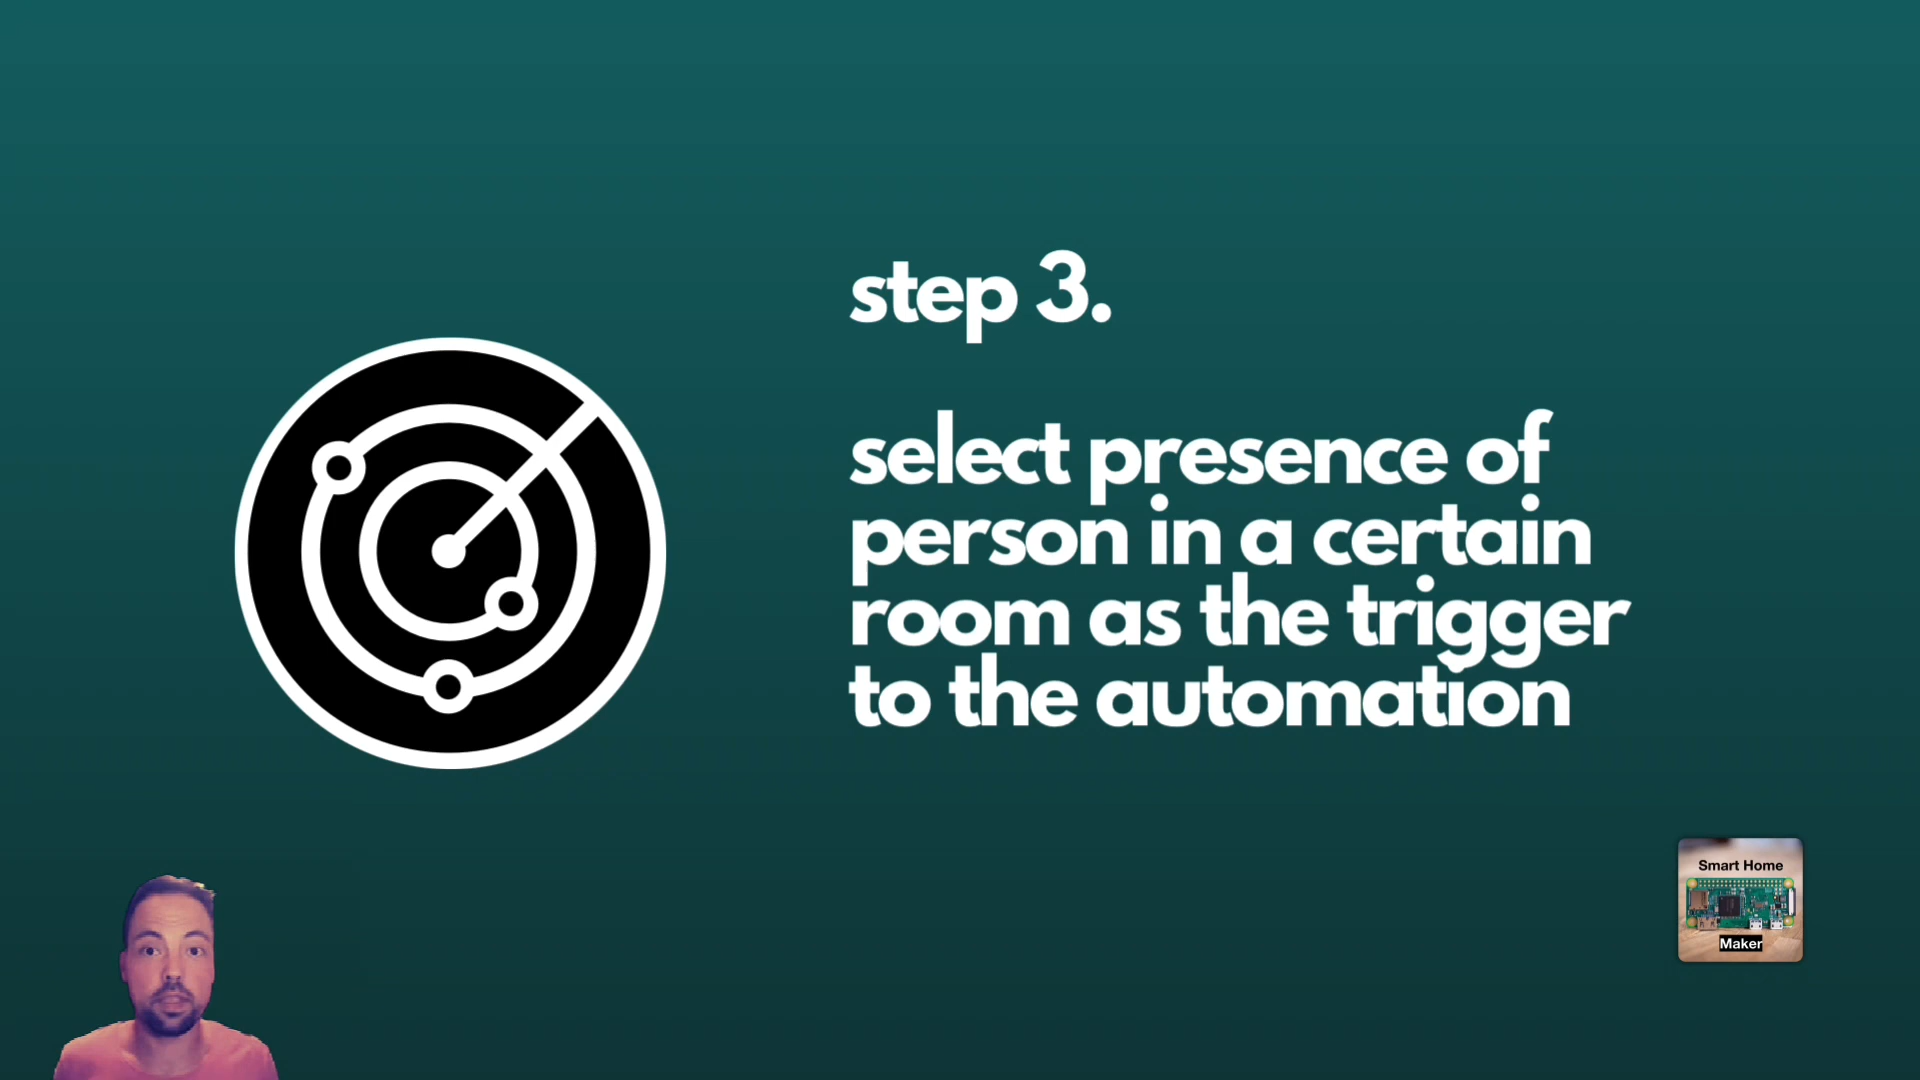 step 3.
select presence of
person in a certain
room as the trigger
to the automation
Smart Home
Maker